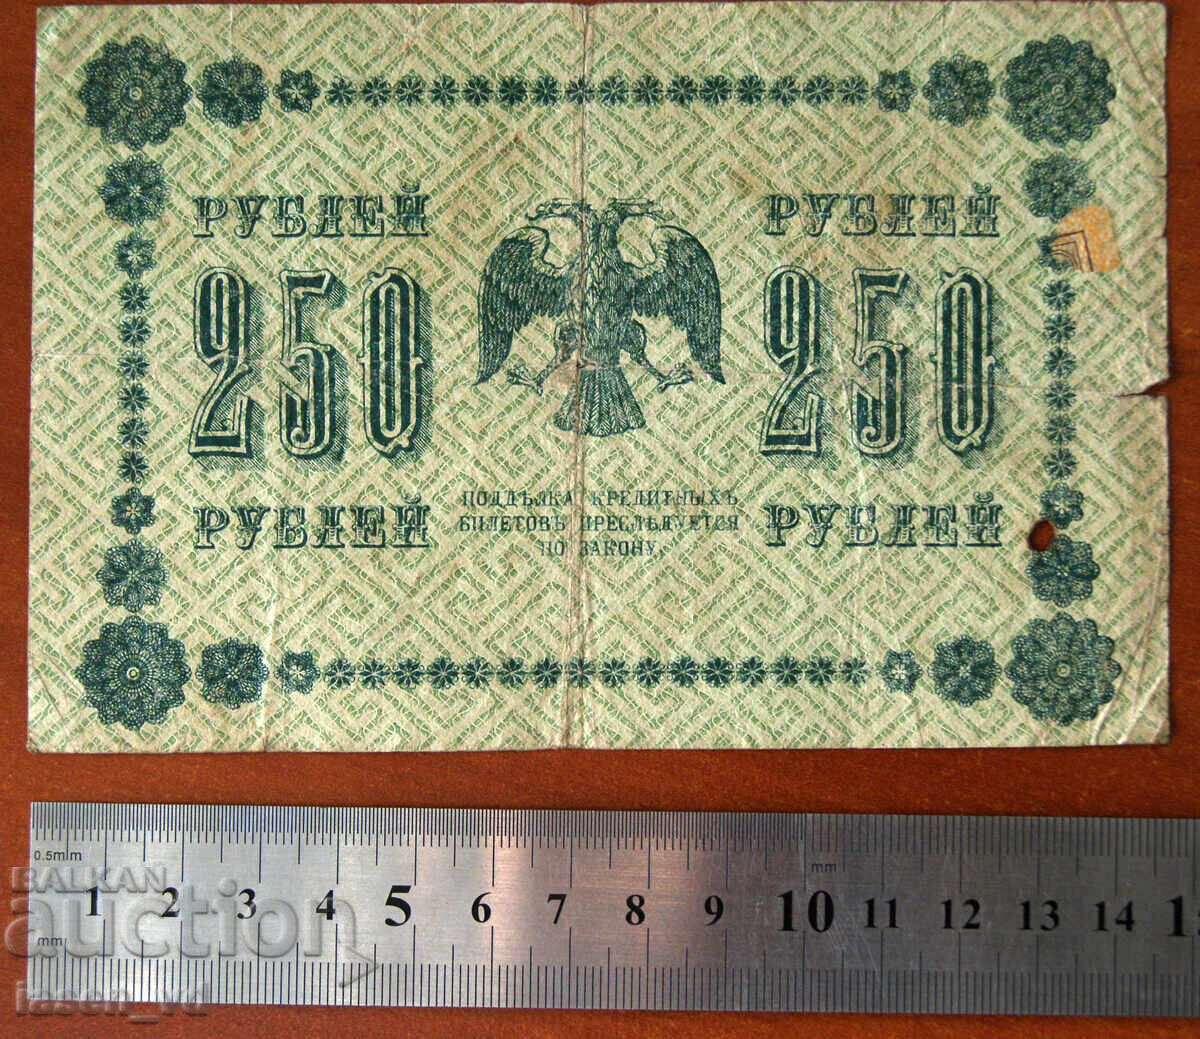 РУБЛЕЙ РУБЛЕЙ
250 250
РУБЛЕЙ РУБЛЕЙ
ПОДДѢЛКА КРЕДИТНЫХЪ
БИЛЕТОВЪ ПРЕСЛѢДУЕТСЯ
ПО ЗАКОНУ.
0.5mm mm
1 2 3 4 5 6 7 8 9 10 11 12 13 14
mm
BALKAN
auction
iasen_vd